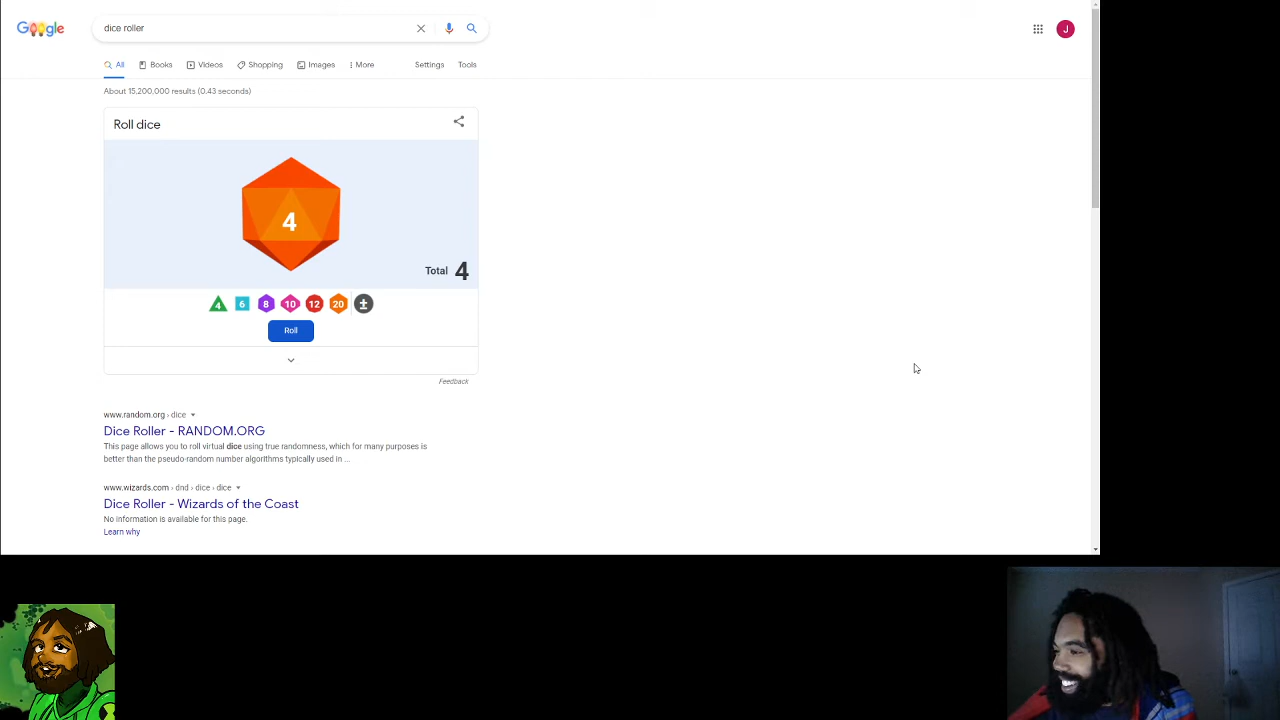 Google
dice roller
J
All Books Videos Shopping Images More Settings Tools
About 15,200,000 results (0.43 seconds)
Roll dice
4
Total 4
4 6 8 10 12 20 ±
Roll
Feedback
www.random.org › dice
Dice Roller - RANDOM.ORG
This page allows you to roll virtual dice using true randomness, which for many purposes is
better than the pseudo-random number algorithms typically used in ...
www.wizards.com › dnd › dice › dice
Dice Roller - Wizards of the Coast
No information is available for this page.
Learn why